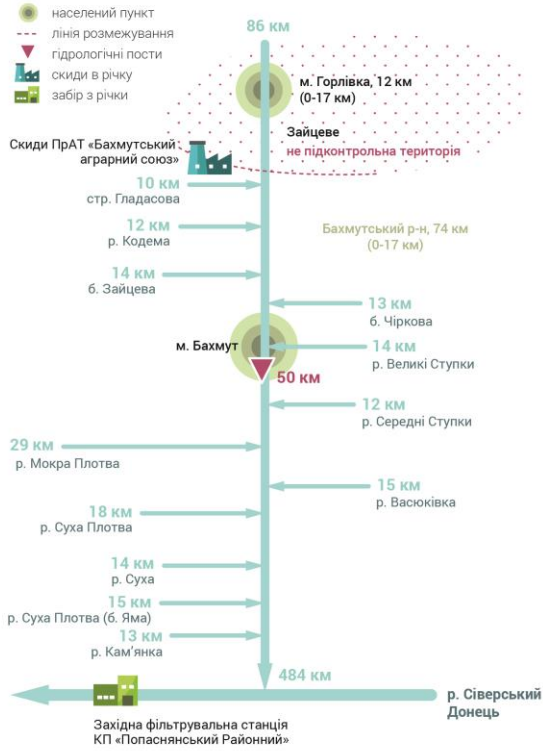 населений пункт
лінія розмежування
гідрологічні пости
скиди в річку
забір з річки
86 км
м. Горлівка, 12 км
(0-17 км)
Зайцеве
не підконтрольна територія
Скиди ПрАТ «Бахмутський
аграрний союз»
10 км
стр. Гладасова
12 км
р. Кодема
Бахмутський р-н, 74 км
(0-17 км)
14 км
б. Зайцева
13 км
б. Чіркова
м. Бахмут
14 км
р. Великі Ступки
50 км
12 км
р. Середні Ступки
29 км
р. Мокра Плотва
15 км
р. Васюківка
18 км
р. Суха Плотва
14 км
р. Суха
15 км
р. Суха Плотва (б. Яма)
13 км
р. Кам’янка
484 км
р. Сіверський
Донець
Західна фільтрувальна станція
КП «Попаснянський Районний»